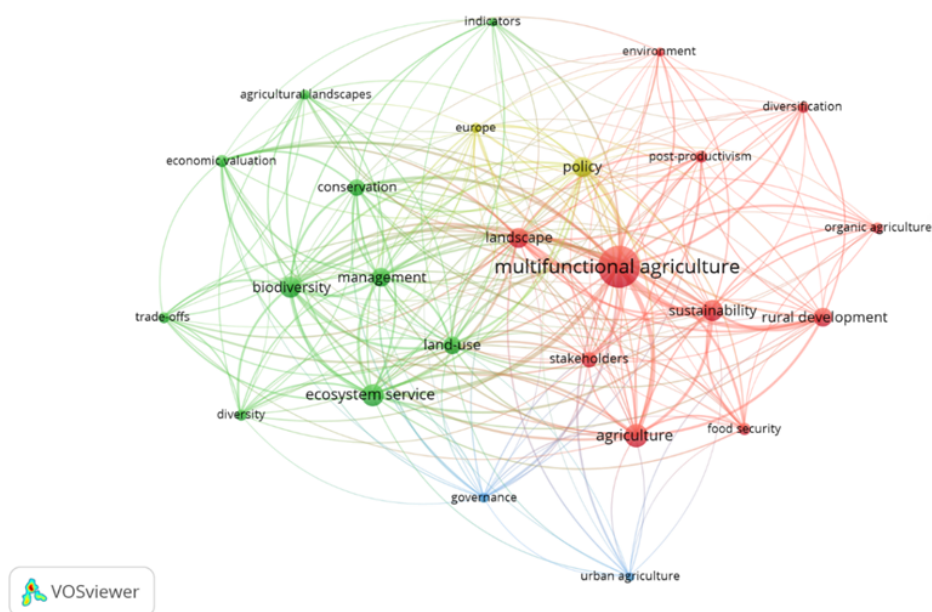 indicators
environment
agricultural landscapes
diversification
europe
economic valuation
post-productivism
policy
conservation
organic agriculture
landscape
multifunctional agriculture
management
biodiversity
sustainability
trade-offs
rural development
land-use
stakeholders
ecosystem service
diversity
agriculture
food security
governance
urban agriculture
VOSviewer